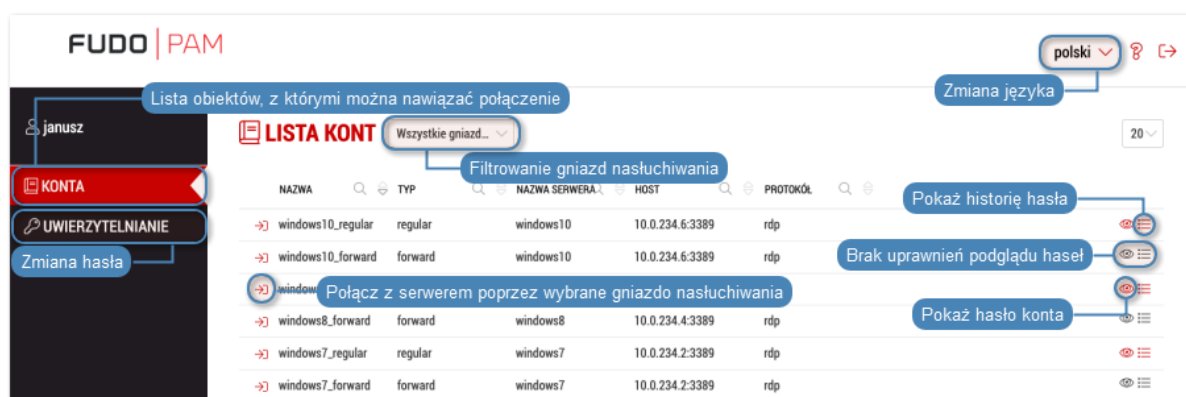 FUDO PAM
polski
Zmiana języka
Lista obiektów, z którymi można nawiązać połączenie
janusz
LISTA KONT Wszystkie gniazd... 20
Filtrowanie gniazd nasłuchiwania
KONTA
NAZWA TYP NAZWA SERWERA HOST PROTOKÓŁ
Pokaż historię hasła
UWIERZYTELNIANIE
windows10_regular regular windows10 10.0.234.6:3389 rdp
Zmiana hasła
windows10_forward forward windows10 10.0.234.6:3389 rdp
Brak uprawnień podglądu haseł
Połącz z serwerem poprzez wybrane gniazdo nasłuchiwania
Pokaż hasło konta
windows8_forward forward windows8 10.0.234.4:3389 rdp
windows7_regular regular windows7 10.0.234.2:3389 rdp
windows7_forward forward windows7 10.0.234.2:3389 rdp